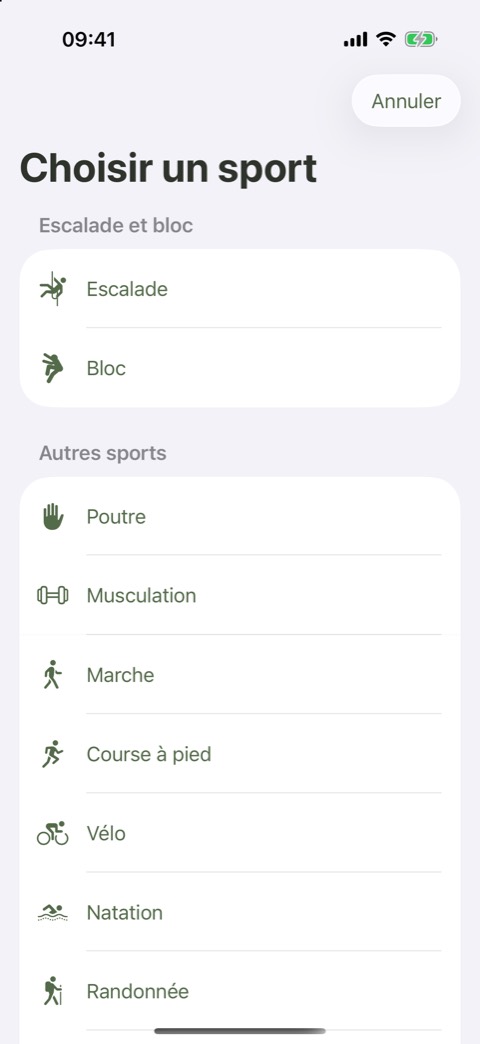 09:41
Annuler
Choisir un sport
Escalade et bloc
Escalade
Bloc
Autres sports
Poutre
Musculation
Marche
Course à pied
Vélo
Natation
Randonnée